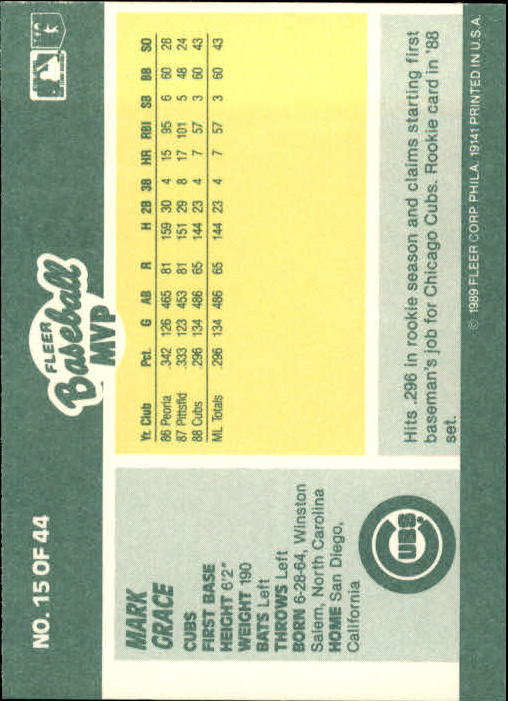 NO. 15 OF 44
FLEER
Baseball
MVP
MARK
GRACE
CUBS
FIRST BASE
HEIGHT 6'2"
WEIGHT 190
BATS Left
THROWS Left
BORN 6-28-64, Winston
Salem, North Carolina
HOME San Diego,
California
CUBS
Yr. Club Pct. G AB R H 2B 3B HR RBI SB BB SO
86 Peoria .342 126 465 81 159 30 4 15 95 6 60 28
87 Pittsfld .333 123 453 81 151 29 8 17 101 5 48 24
88 Cubs .296 134 486 65 144 23 4 7 57 3 60 43
ML Totals .296 134 486 65 144 23 4 7 57 3 60 43
Hits .296 in rookie season and claims starting first
baseman's job for Chicago Cubs. Rookie card in '88
set.
© 1989 FLEER CORP PHILA. 19141 PRINTED IN U.S.A.